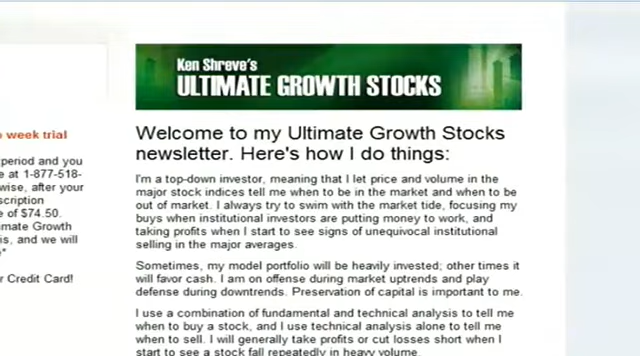 Ken Shreve's
ULTIMATE GROWTH STOCKS
Welcome to my Ultimate Growth Stocks
newsletter. Here's how I do things:
I'm a top-down investor, meaning that I let price and volume in the
major stock indices tell me when to be in the market and when to be
out of market. I always try to swim with the market tide, focusing my
buys when institutional investors are putting money to work, and
taking profits when I start to see signs of unequivocal institutional
selling in the major averages.
Sometimes, my model portfolio will be heavily invested; other times it
will favor cash. I am on offense during market uptrends and play
defense during downtrends. Preservation of capital is important to me.
I use a combination of fundamental and technical analysis to tell me
when to buy a stock, and I use technical analysis alone to tell me
when to sell. I will generally take profits or cut losses short when I
start to see a stock fall repeatedly in heavy volume.
week trial
period and you
e at 1-877-518-
wise, after your
scription
e of $74.50.
mate Growth
is, and we will
"
r Credit Card!